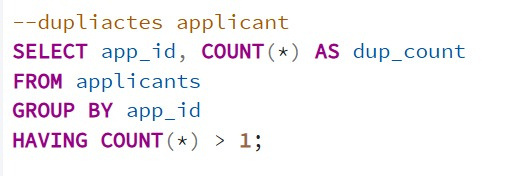 --dupliactes applicant
SELECT app_id, COUNT(*) AS dup_count
FROM applicants
GROUP BY app_id
HAVING COUNT(*) > 1;